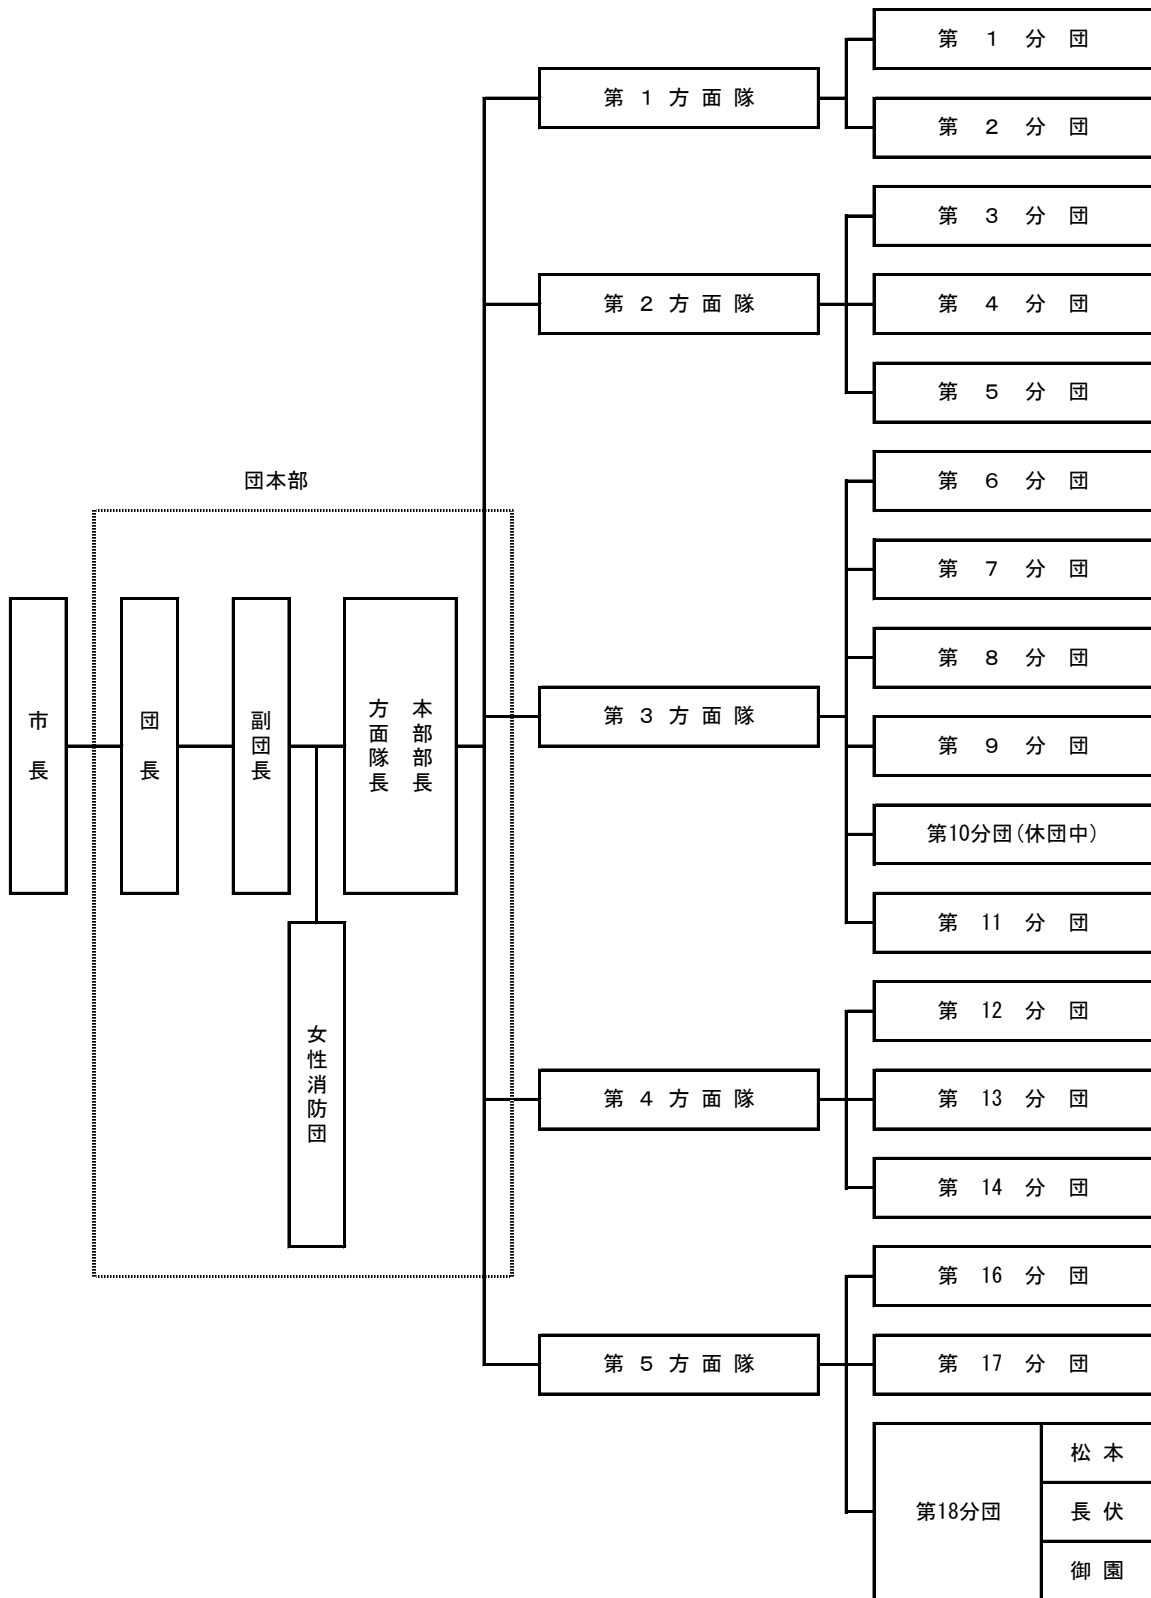 第 1 分 団
第 1 方 面 隊
第 2 分 団
第 3 分 団
第 2 方 面 隊
第 4 分 団
第 5 分 団
団本部
第 6 分 団
第 7 分 団
第 8 分 団
市長
団長
副団長
本部部長
方面隊長
第 3 方 面 隊
第 9 分 団
第10分団(休団中)
第 11 分 団
女性消防団
第 12 分 団
第 4 方 面 隊
第 13 分 団
第 14 分 団
第 16 分 団
第 5 方 面 隊
第 17 分 団
第18分団
松 本
長 伏
御 園